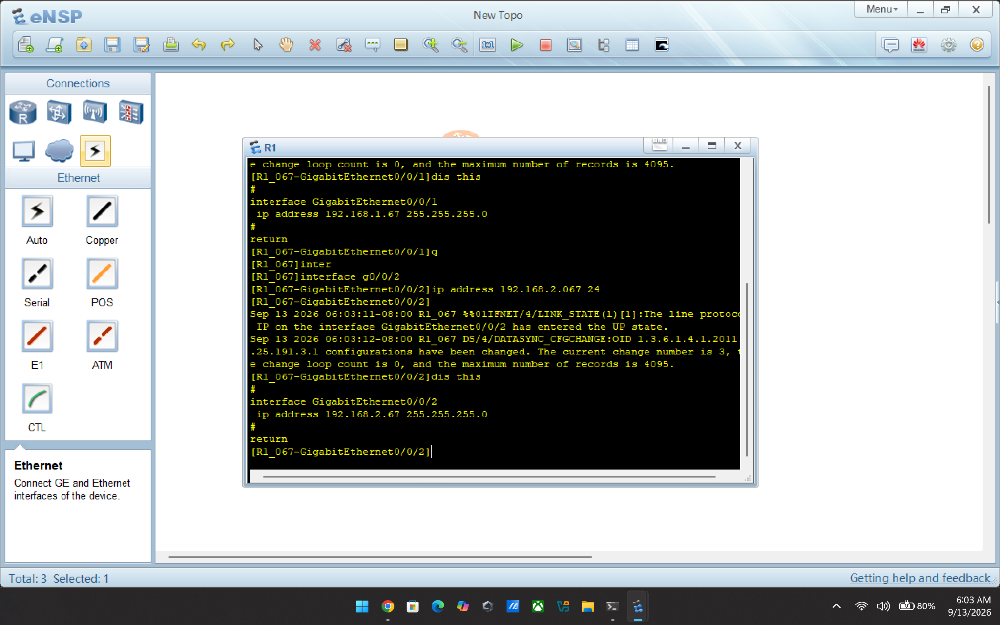 eNSP
New Topo
Menu
Connections
R
Ethernet
Auto
Copper
Serial
POS
E1
ATM
CTL
Ethernet
Connect GE and Ethernet
interfaces of the device.
R1
e change loop count is 0, and the maximum number of records is 4095.
[R1_067-GigabitEthernet0/0/1]dis this
#
interface GigabitEthernet0/0/1
 ip address 192.168.1.67 255.255.255.0
#
return
[R1_067-GigabitEthernet0/0/1]q
[R1_067]inter
[R1_067]interface g0/0/2
[R1_067-GigabitEthernet0/0/2]ip address 192.168.2.067 24
[R1_067-GigabitEthernet0/0/2]
Sep 13 2026 06:03:11-08:00 R1_067 %%01IFNET/4/LINK_STATE(l)[1]:The line protoc
 IP on the interface GigabitEthernet0/0/2 has entered the UP state.
Sep 13 2026 06:03:12-08:00 R1_067 DS/4/DATASYNC_CFGCHANGE:OID 1.3.6.1.4.1.2011
.25.191.3.1 configurations have been changed. The current change number is 3, t
e change loop count is 0, and the maximum number of records is 4095.
[R1_067-GigabitEthernet0/0/2]dis this
#
interface GigabitEthernet0/0/2
 ip address 192.168.2.67 255.255.255.0
#
return
[R1_067-GigabitEthernet0/0/2]
Total: 3 Selected: 1
Getting help and feedback
80%
6:03 AM
9/13/2026